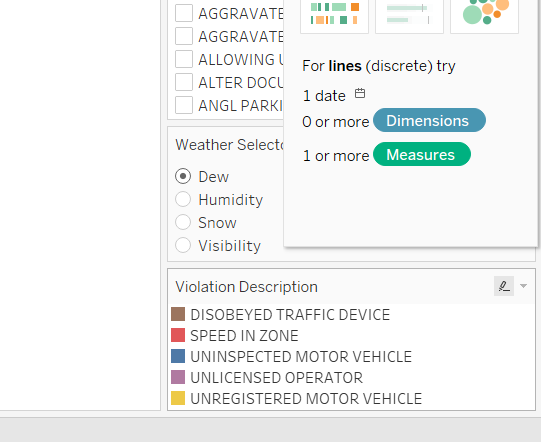 AGGRAVATE
AGGRAVATE
ALLOWING
ALTER DOCU
ANGL PARKI
For lines (discrete) try
1 date
0 or more Dimensions
1 or more Measures
Weather Selecto
Dew
Humidity
Snow
Visibility
Violation Description
DISOBEYED TRAFFIC DEVICE
SPEED IN ZONE
UNINSPECTED MOTOR VEHICLE
UNLICENSED OPERATOR
UNREGISTERED MOTOR VEHICLE